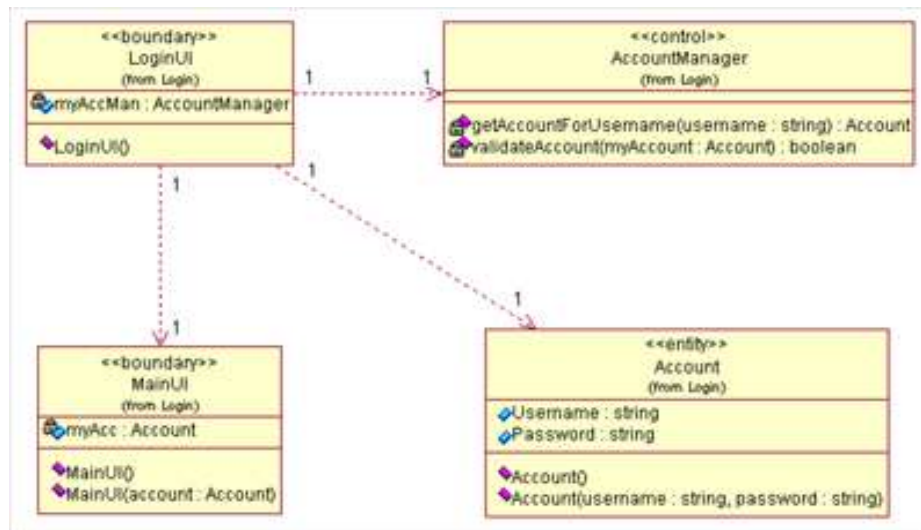 <<boundary>>
LoginUI
(from Login)
myAccMan : AccountManager
LoginUI()
1
1
<<control>>
AccountManager
(from Login)
getAccountForUsername(username : string) : Account
validateAccount(myAccount : Account) : boolean
1
1
1
1
<<boundary>>
MainUI
(from Login)
myAcc : Account
MainUI()
MainUI(account : Account)
<<entity>>
Account
(from Login)
Username : string
Password : string
Account()
Account(username : string, password : string)